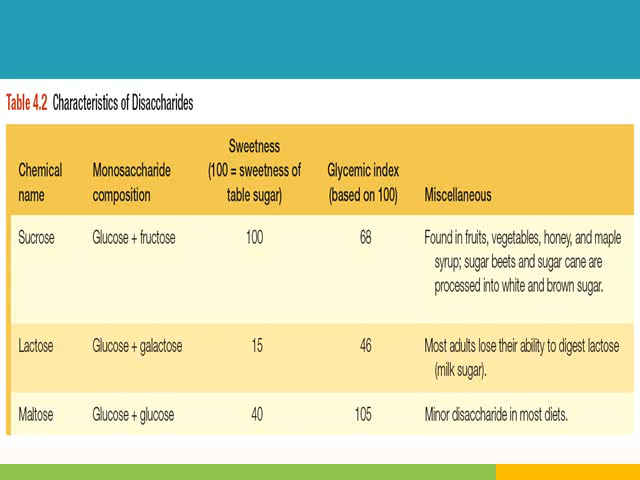 Table 4.2 Characteristics of Disaccharides
Sweetness
Chemical Monosaccharide (100 = sweetness of Glycemic index
name composition table sugar) (based on 100) Miscellaneous
Sucrose Glucose + fructose 100 68 Found in fruits, vegetables, honey, and maple
syrup; sugar beets and sugar cane are
processed into white and brown sugar.
Lactose Glucose + galactose 15 46 Most adults lose their ability to digest lactose
(milk sugar).
Maltose Glucose + glucose 40 105 Minor disaccharide in most diets.